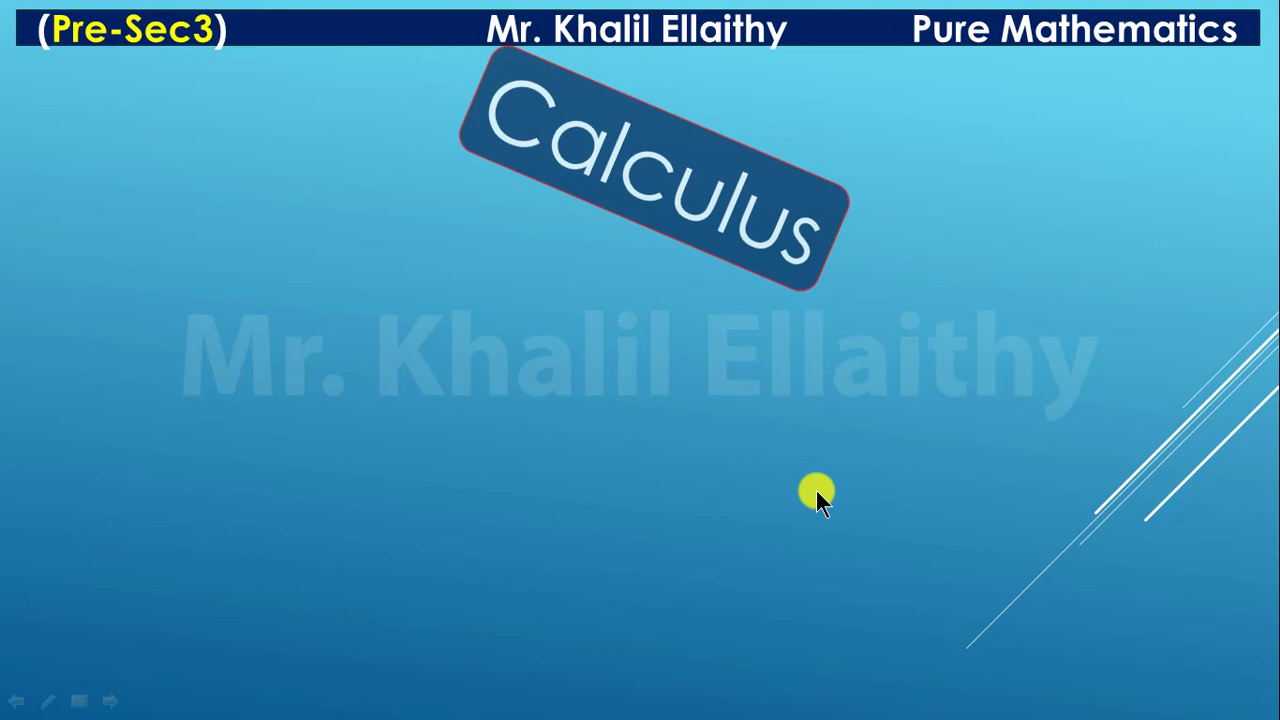 (Pre-Sec3) Mr. Khalil Ellaithy Pure Mathematics
Calculus
Mr. Khalil Ellaithy